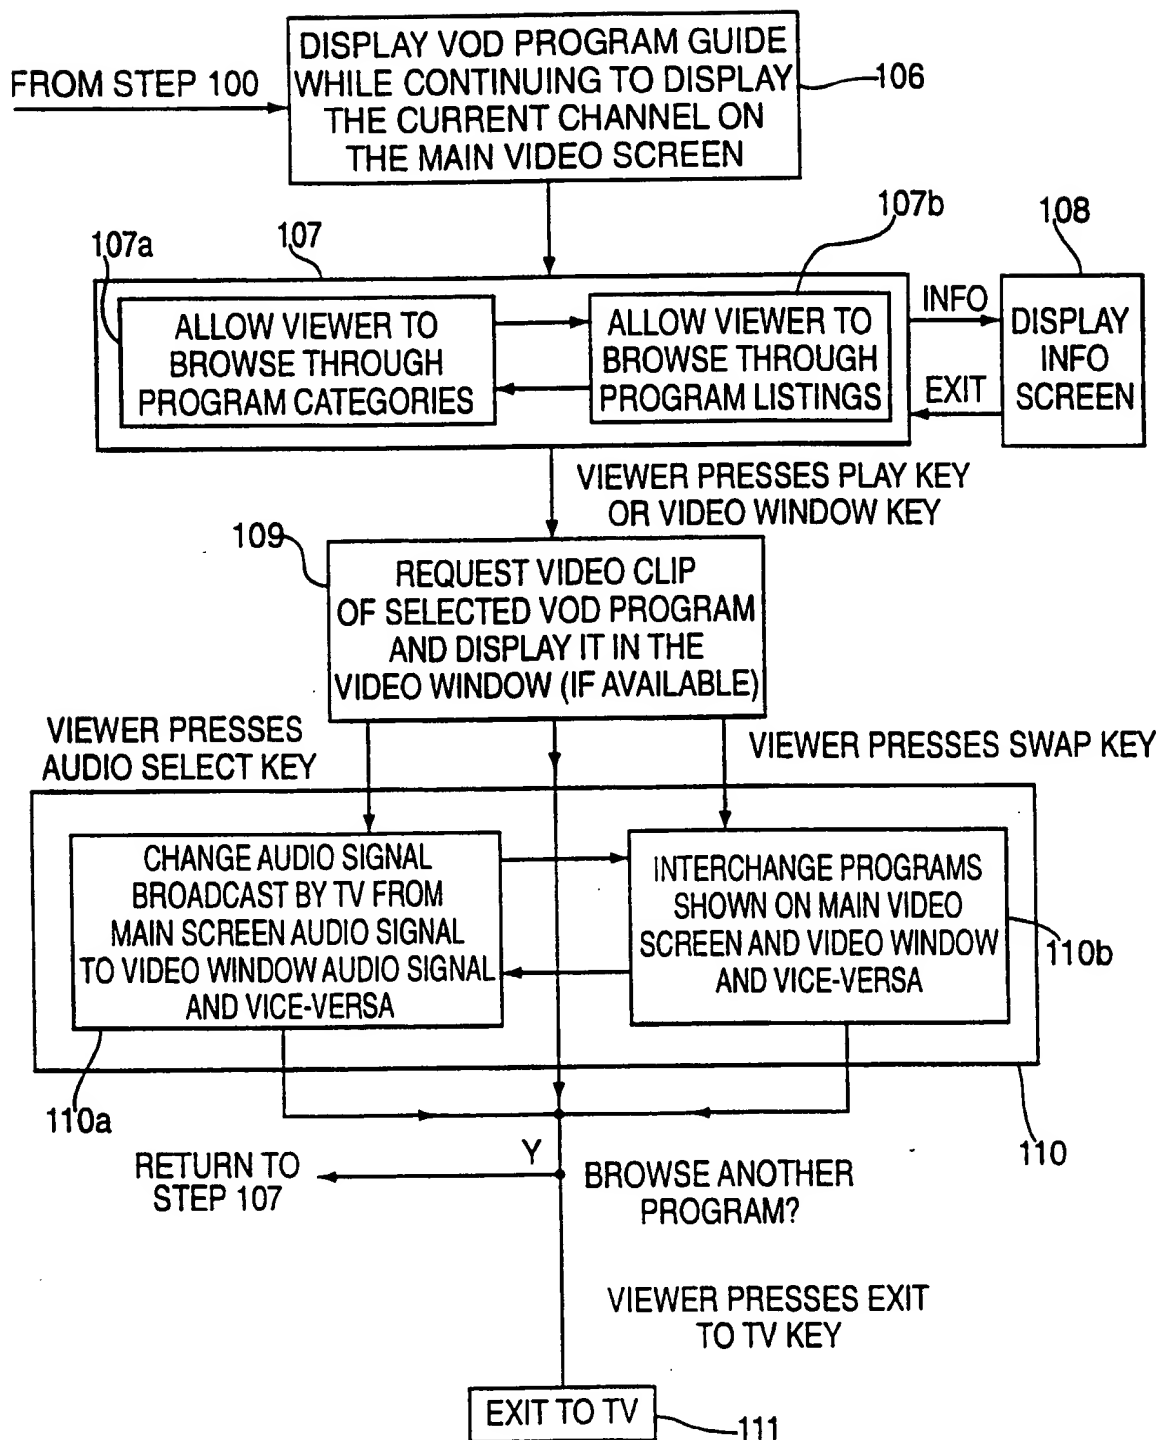 DISPLAY VOD PROGRAM GUIDE
WHILE CONTINUING TO DISPLAY
THE CURRENT CHANNEL ON
THE MAIN VIDEO SCREEN
FROM STEP 100
106
107a
107
107b
108
ALLOW VIEWER TO
BROWSE THROUGH
PROGRAM CATEGORIES
ALLOW VIEWER TO
BROWSE THROUGH
PROGRAM LISTINGS
INFO
EXIT
DISPLAY
INFO
SCREEN
VIEWER PRESSES PLAY KEY
OR VIDEO WINDOW KEY
109
REQUEST VIDEO CLIP
OF SELECTED VOD PROGRAM
AND DISPLAY IT IN THE
VIDEO WINDOW (IF AVAILABLE)
VIEWER PRESSES
AUDIO SELECT KEY
VIEWER PRESSES SWAP KEY
CHANGE AUDIO SIGNAL
BROADCAST BY TV FROM
MAIN SCREEN AUDIO SIGNAL
TO VIDEO WINDOW AUDIO SIGNAL
AND VICE-VERSA
INTERCHANGE PROGRAMS
SHOWN ON MAIN VIDEO
SCREEN AND VIDEO WINDOW
AND VICE-VERSA
110b
110a
110
Y
RETURN TO
STEP 107
BROWSE ANOTHER
PROGRAM?
VIEWER PRESSES EXIT
TO TV KEY
EXIT TO TV
111